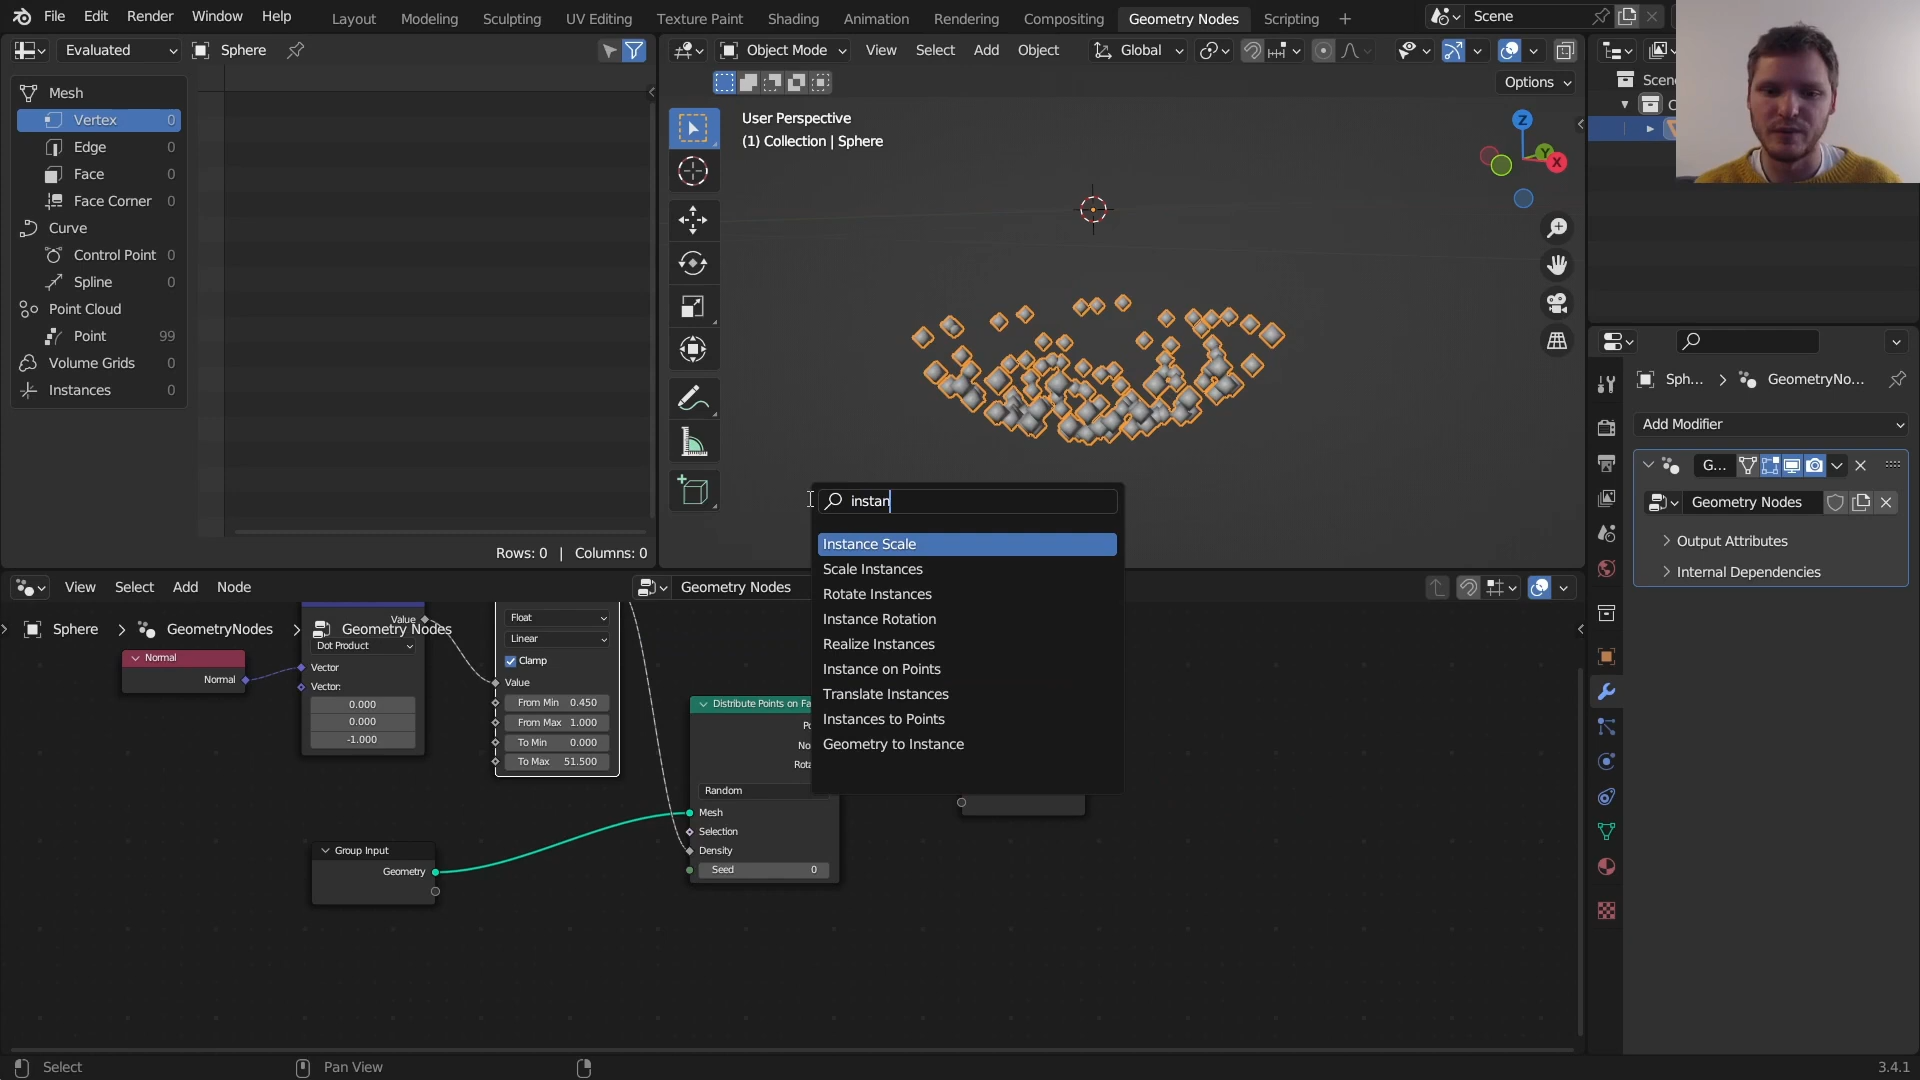 File Edit Render Window Help
Layout Modeling Sculpting UV Editing Texture Paint Shading Animation Rendering Compositing Geometry Nodes Scripting +
Scene
Evaluated Sphere
Object Mode View Select Add Object Global
Options
Mesh
Vertex 0
Edge 0
Face 0
Face Corner 0
Curve
Control Point 0
Spline 0
Point Cloud
Point 99
Volume Grids 0
Instances 0
Rows: 0 | Columns: 0
User Perspective
(1) Collection | Sphere
Z
Y
X
instan
Instance Scale
Scale Instances
Rotate Instances
Instance Rotation
Realize Instances
Instance on Points
Translate Instances
Instances to Points
Geometry to Instance
Sph... GeometryNo...
Add Modifier
G...
Geometry Nodes
Output Attributes
Internal Dependencies
View Select Add Node
Geometry Nodes
Sphere GeometryNodes Geometry Nodes
Normal
Normal
Value
Dot Product
Vector
Vector:
0.000
0.000
-1.000
Float
Linear
Clamp
Value
From Min 0.450
From Max 1.000
To Min 0.000
To Max 51.500
Group Input
Geometry
Distribute Points on Fa
Random
Mesh
Selection
Density
Seed 0
Select Pan View
3.4.1